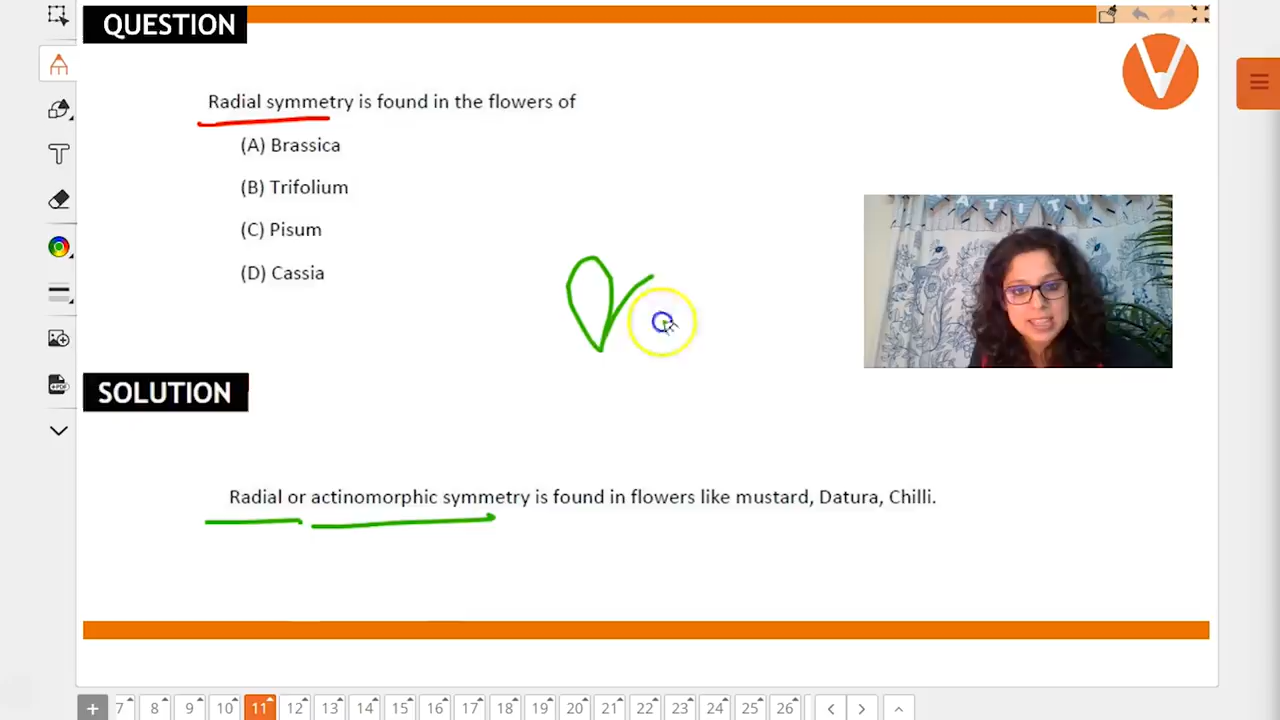 QUESTION
Radial symmetry is found in the flowers of
(A) Brassica
(B) Trifolium
(C) Pisum
(D) Cassia
ATITU
SOLUTION
Radial or actinomorphic symmetry is found in flowers like mustard, Datura, Chilli.
7 8 9 10 11 12 13 14 15 16 17 18 19 20 21 22 23 24 25 26